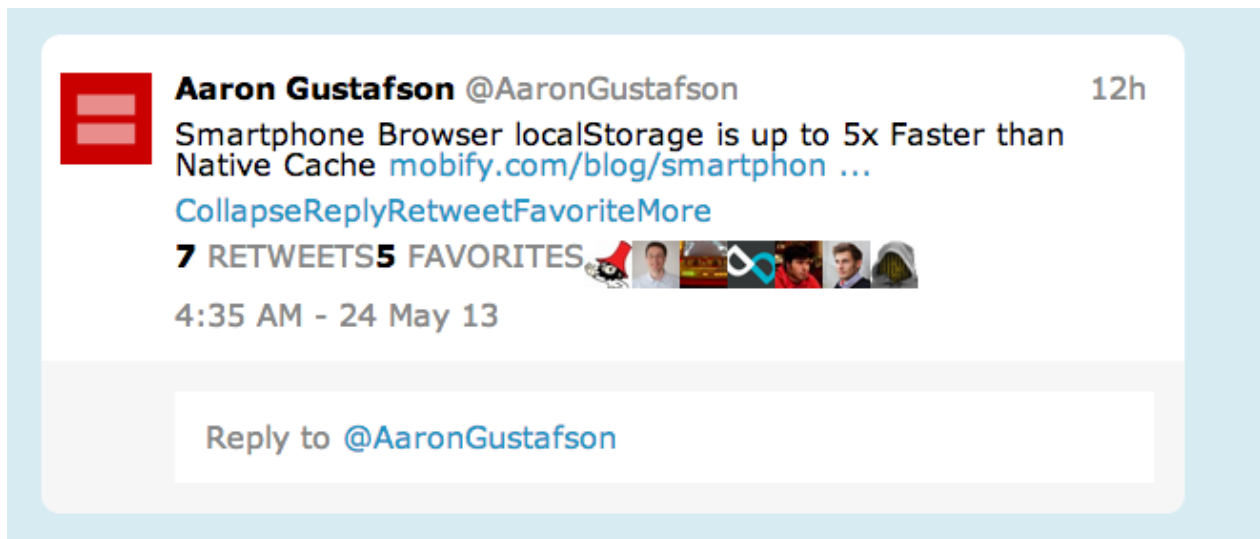 Aaron Gustafson @AaronGustafson 12h
Smartphone Browser localStorage is up to 5x Faster than
Native Cache mobify.com/blog/smartphon ...
CollapseReplyRetweetFavoriteMore
7 RETWEETS5 FAVORITES
4:35 AM - 24 May 13
Reply to @AaronGustafson